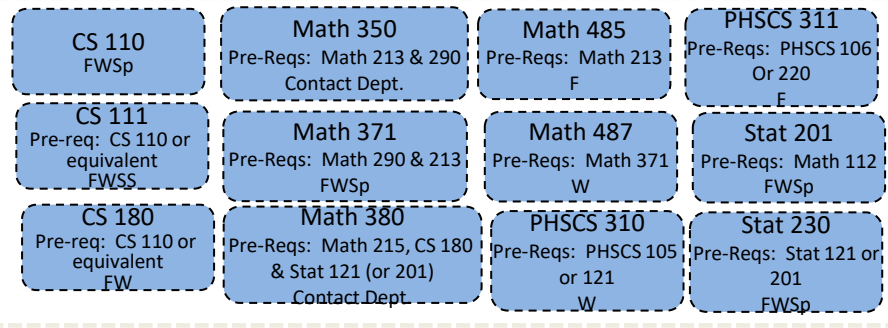 CS 110
FWSp
CS 111
Pre-req: CS 110 or
equivalent
FWSS
CS 180
Pre-req: CS 110 or
equivalent
FW
Math 350
Pre-Reqs: Math 213 & 290
Contact Dept.
Math 371
Pre-Reqs: Math 290 & 213
FWSp
Math 380
Pre-Reqs: Math 215, CS 180
& Stat 121 (or 201)
Contact Dept
Math 485
Pre-Reqs: Math 213
F
Math 487
Pre-Reqs: Math 371
W
PHSCS 310
Pre-Reqs: PHSCS 105
or 121
W
PHSCS 311
Pre-Reqs: PHSCS 106
Or 220
F
Stat 201
Pre-Reqs: Math 112
FWSp
Stat 230
Pre-Reqs: Stat 121 or
201
FWSp